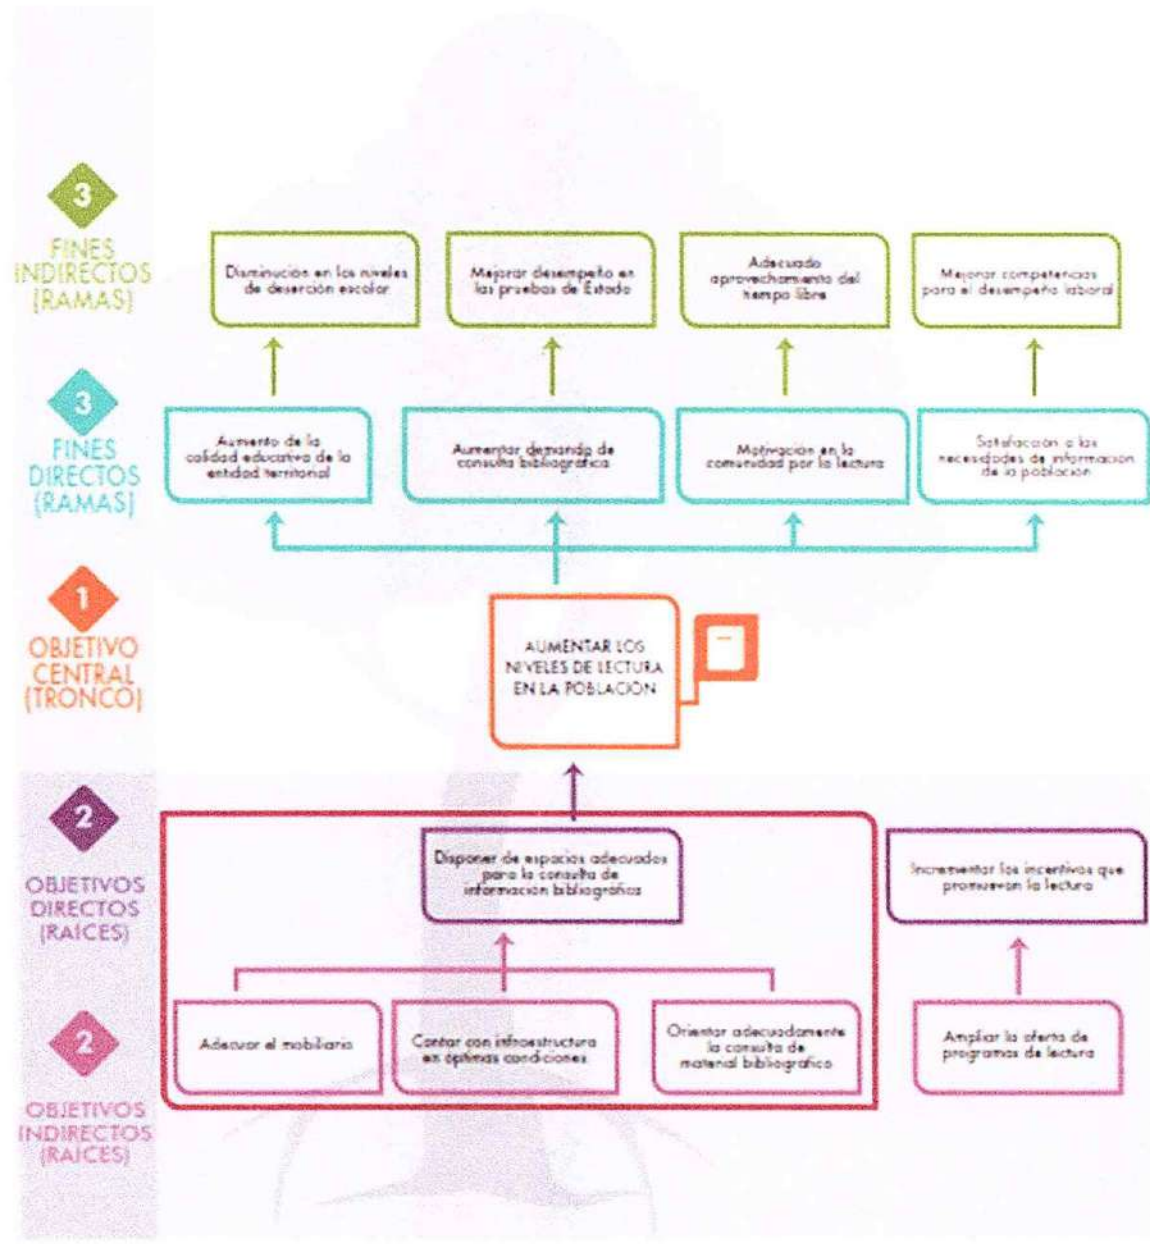 3
FINES
INDIRECTOS
(RAMAS)
Disminución en los niveles
de deserción escolar
Mejorar desempeño en
las pruebas de Estado
Adecuado
aprovechamiento del
tiempo libre
Mejorar competencias
para el desempeño laboral
3
FINES
DIRECTOS
(RAMAS)
Aumento de la
calidad educativa de la
entidad territorial
Aumentar demanda de
consulta bibliográfica
Motivación en la
comunidad por la lectura
Satisfacción a las
necesidades de información
de la población
1
OBJETIVO
CENTRAL
(TRONCO)
AUMENTAR LOS
NIVELES DE LECTURA
EN LA POBLACIÓN
2
OBJETIVOS
DIRECTOS
(RAICES)
Disponer de espacios adecuados
para la consulta de
información bibliográfica
Incrementar los incentivos que
promuevan la lectura
2
OBJETIVOS
INDIRECTOS
(RAICES)
Adecuar el mobiliario
Contar con infraestructura
en óptimas condiciones
Orientar adecuadamente
la consulta de
material bibliográfico
Ampliar la oferta de
programas de lectura